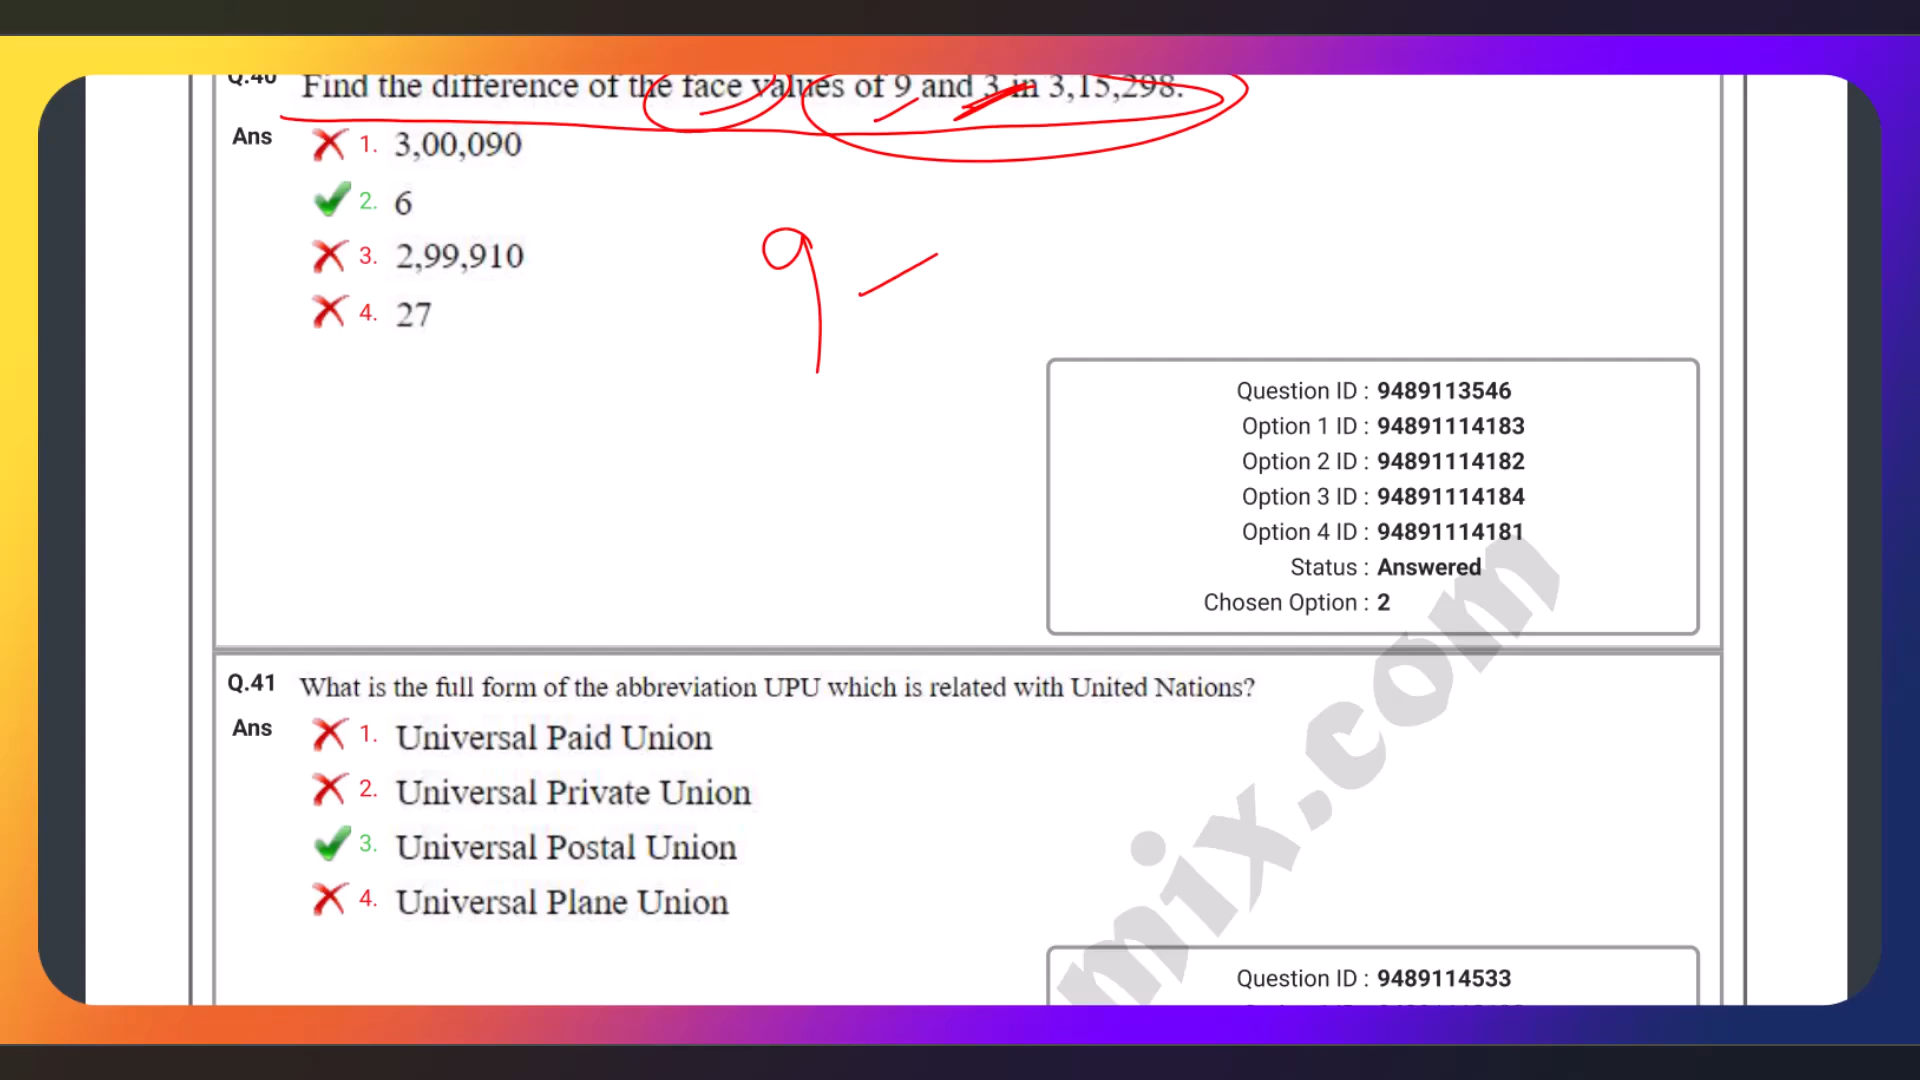 Q.40 Find the difference of the face values of 9 and 3 in 3,15,298.
Ans 1. 3,00,090
2. 6
3. 2,99,910
4. 27
9 -
Question ID : 9489113546
Option 1 ID : 94891114183
Option 2 ID : 94891114182
Option 3 ID : 94891114184
Option 4 ID : 94891114181
Status : Answered
Chosen Option : 2
Q.41 What is the full form of the abbreviation UPU which is related with United Nations?
Ans 1. Universal Paid Union
2. Universal Private Union
3. Universal Postal Union
4. Universal Plane Union
mix.com
Question ID : 9489114533